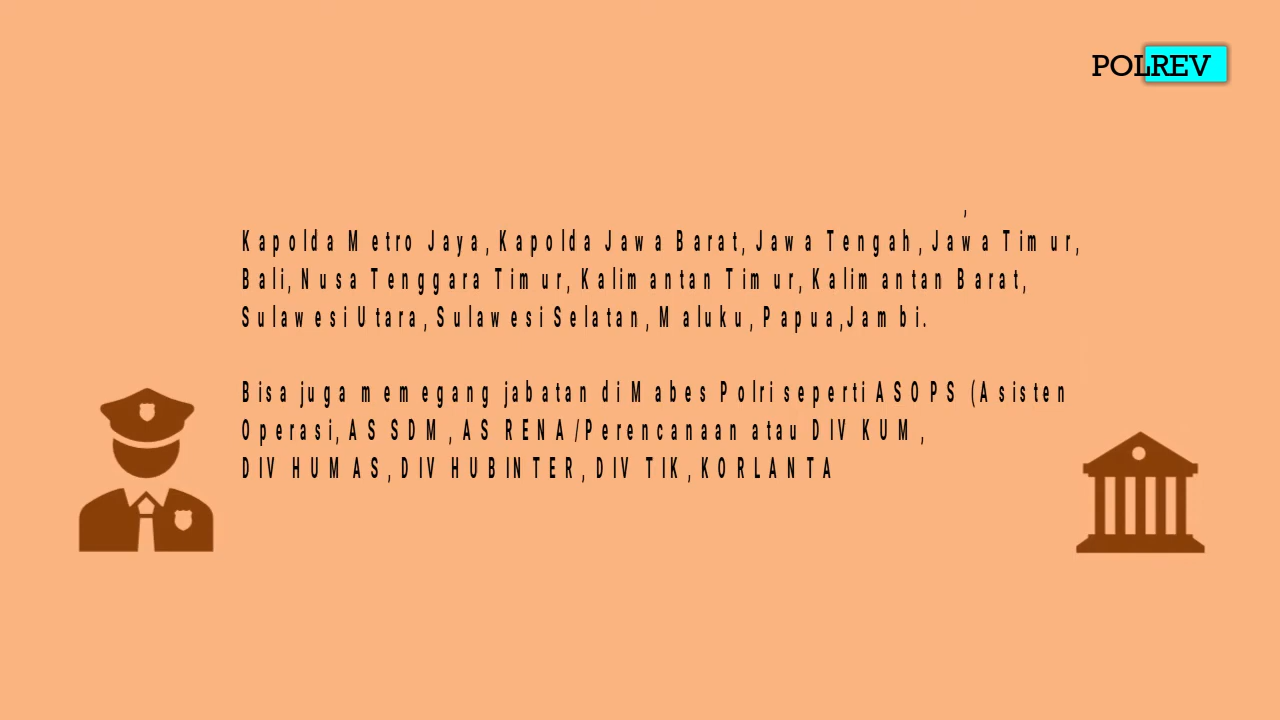 POLREV
,
Kapolda Metro Jaya, Kapolda Jawa Barat, Jawa Tengah, Jawa Timur,
Bali, Nusa Tenggara Timur, Kalimantan Timur, Kalimantan Barat,
Sulawesi Utara, Sulawesi Selatan, Maluku, Papua,Jambi.
Bisa juga memegang jabatan di Mabes Polri seperti ASOPS (Asisten
Operasi, AS SDM, AS RENA/Perencanaan atau DIV KUM,
DIV HUMAS, DIV HUBINTER, DIV TIK, KORLANTA